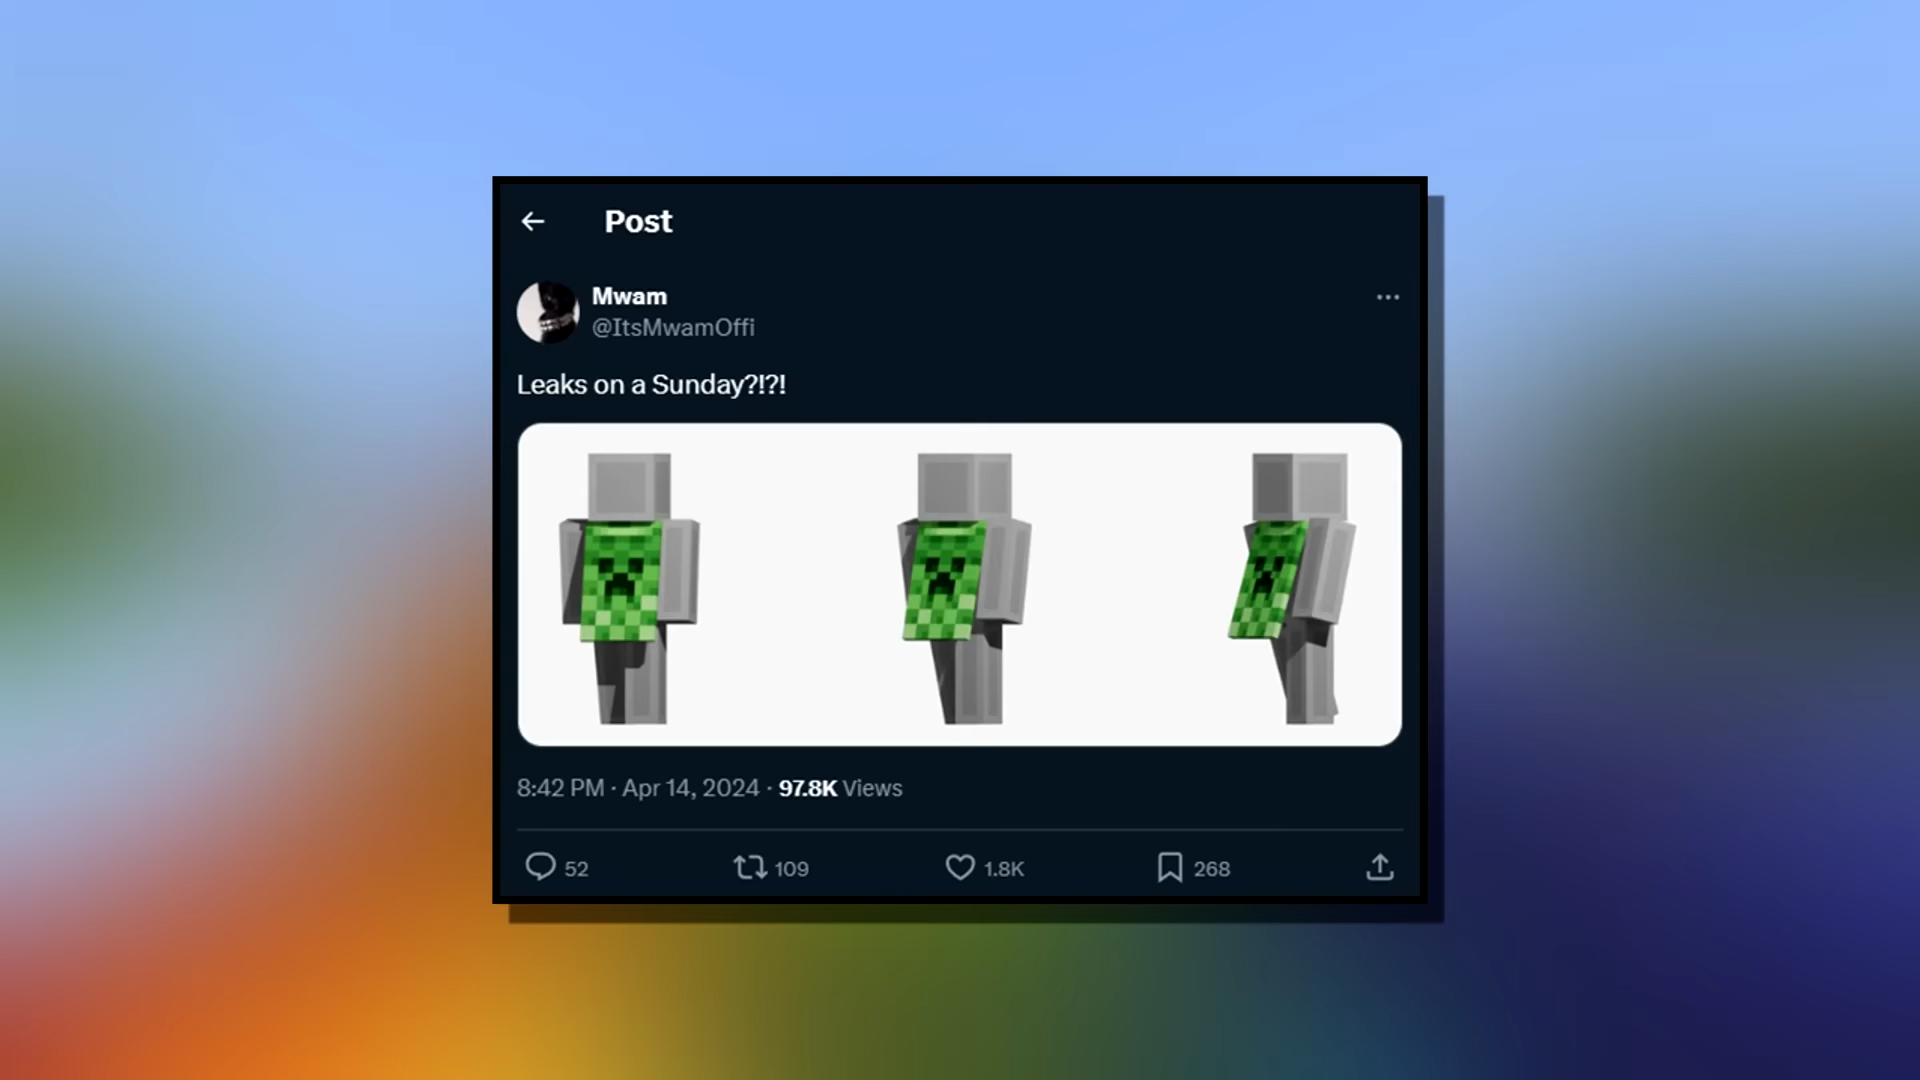 Post
Mwam
@ItsMwamOffi
Leaks on a Sunday?!?!
8:42 PM · Apr 14, 2024 · 97.8K Views
52 109 1.8K 268